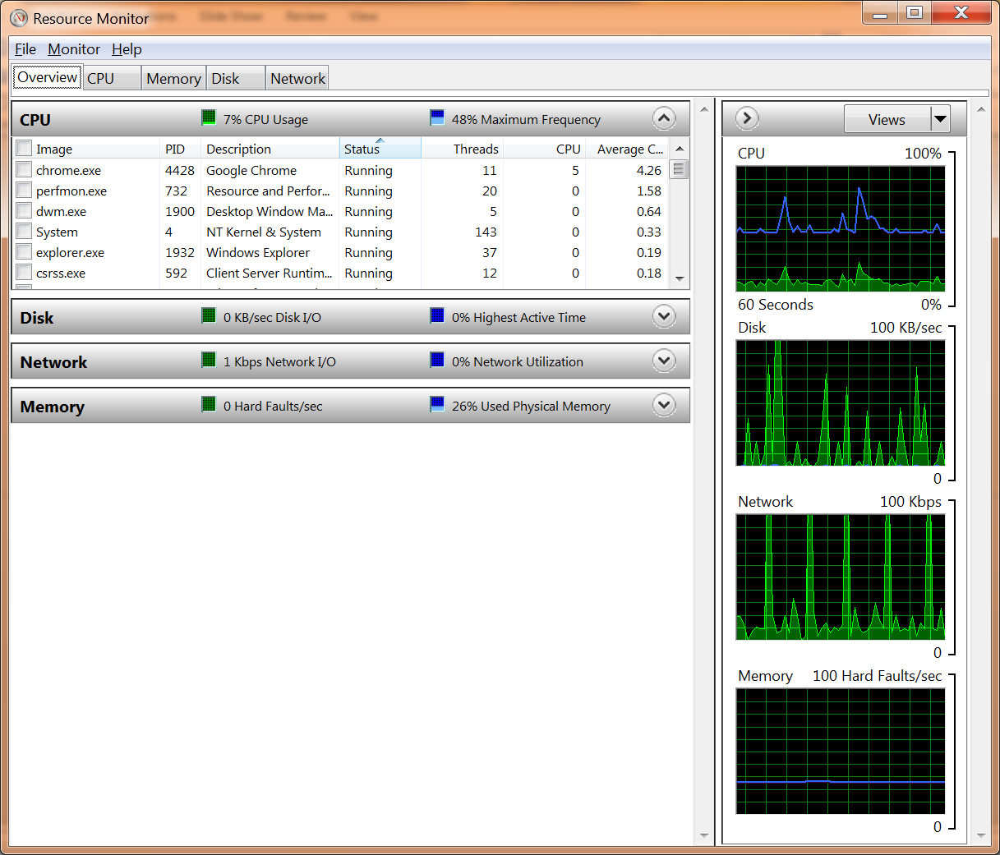 Resource Monitor
Slide Show Review View
File Monitor Help
Overview CPU Memory Disk Network
CPU 7% CPU Usage 48% Maximum Frequency
Image PID Description Status Threads CPU Average C...
chrome.exe 4428 Google Chrome Running 11 5 4.26
perfmon.exe 732 Resource and Perfor... Running 20 0 1.58
dwm.exe 1900 Desktop Window Ma... Running 5 0 0.64
System 4 NT Kernel & System Running 143 0 0.33
explorer.exe 1932 Windows Explorer Running 37 0 0.19
csrss.exe 592 Client Server Runtim... Running 12 0 0.18
Disk 0 KB/sec Disk I/O 0% Highest Active Time
Network 1 Kbps Network I/O 0% Network Utilization
Memory 0 Hard Faults/sec 26% Used Physical Memory
Views
CPU 100%
60 Seconds 0%
Disk 100 KB/sec
0
Network 100 Kbps
0
Memory 100 Hard Faults/sec
0